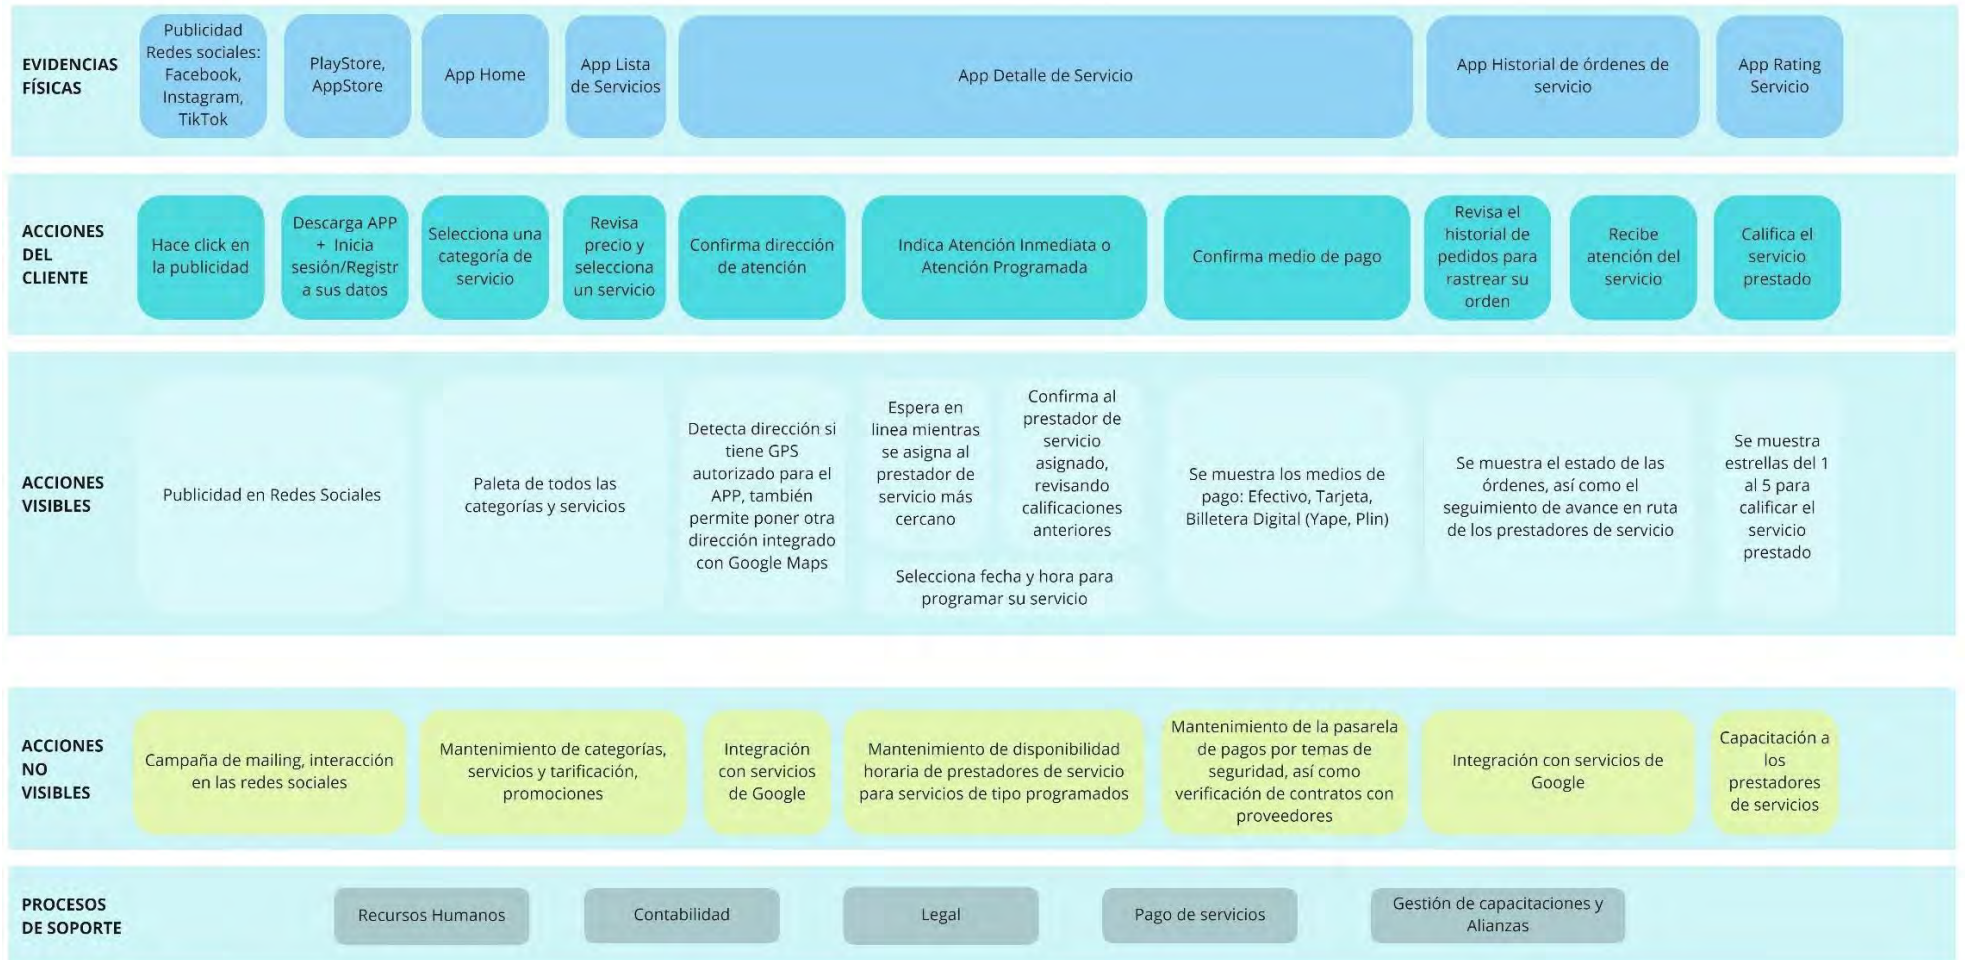 EVIDENCIAS
FÍSICAS
Publicidad
Redes sociales:
Facebook,
Instagram,
TikTok
PlayStore,
AppStore
App Home
App Lista
de Servicios
App Detalle de Servicio
App Historial de órdenes de
servicio
App Rating
Servicio
ACCIONES
DEL
CLIENTE
Hace click en
la publicidad
Descarga APP
+ Inicia
sesión/Registr
a sus datos
Selecciona una
categoría de
servicio
Revisa
precio y
selecciona
un servicio
Confirma dirección
de atención
Indica Atención Inmediata o
Atención Programada
Confirma medio de pago
Revisa el
historial de
pedidos para
rastrear su
orden
Recibe
atención del
servicio
Califica el
servicio
prestado
ACCIONES
VISIBLES
Publicidad en Redes Sociales
Paleta de todos las
categorías y servicios
Detecta dirección si
tiene GPS
autorizado para el
APP, también
permite poner otra
dirección integrado
con Google Maps
Espera en
linea mientras
se asigna al
prestador de
servicio más
cercano
Confirma al
prestador de
servicio
asignado,
revisando
calificaciones
anteriores
Selecciona fecha y hora para
programar su servicio
Se muestra los medios de
pago: Efectivo, Tarjeta,
Billetera Digital (Yape, Plin)
Se muestra el estado de las
órdenes, así como el
seguimiento de avance en ruta
de los prestadores de servicio
Se muestra
estrellas del 1
al 5 para
calificar el
servicio
prestado
ACCIONES
NO
VISIBLES
Campaña de mailing, interacción
en las redes sociales
Mantenimiento de categorías,
servicios y tarificación,
promociones
Integración
con servicios
de Google
Mantenimiento de disponibilidad
horaria de prestadores de servicio
para servicios de tipo programados
Mantenimiento de la pasarela
de pagos por temas de
seguridad, así como
verificación de contratos con
proveedores
Integración con servicios de
Google
Capacitación a
los
prestadores
de servicios
PROCESOS
DE SOPORTE
Recursos Humanos
Contabilidad
Legal
Pago de servicios
Gestión de capacitaciones y
Alianzas